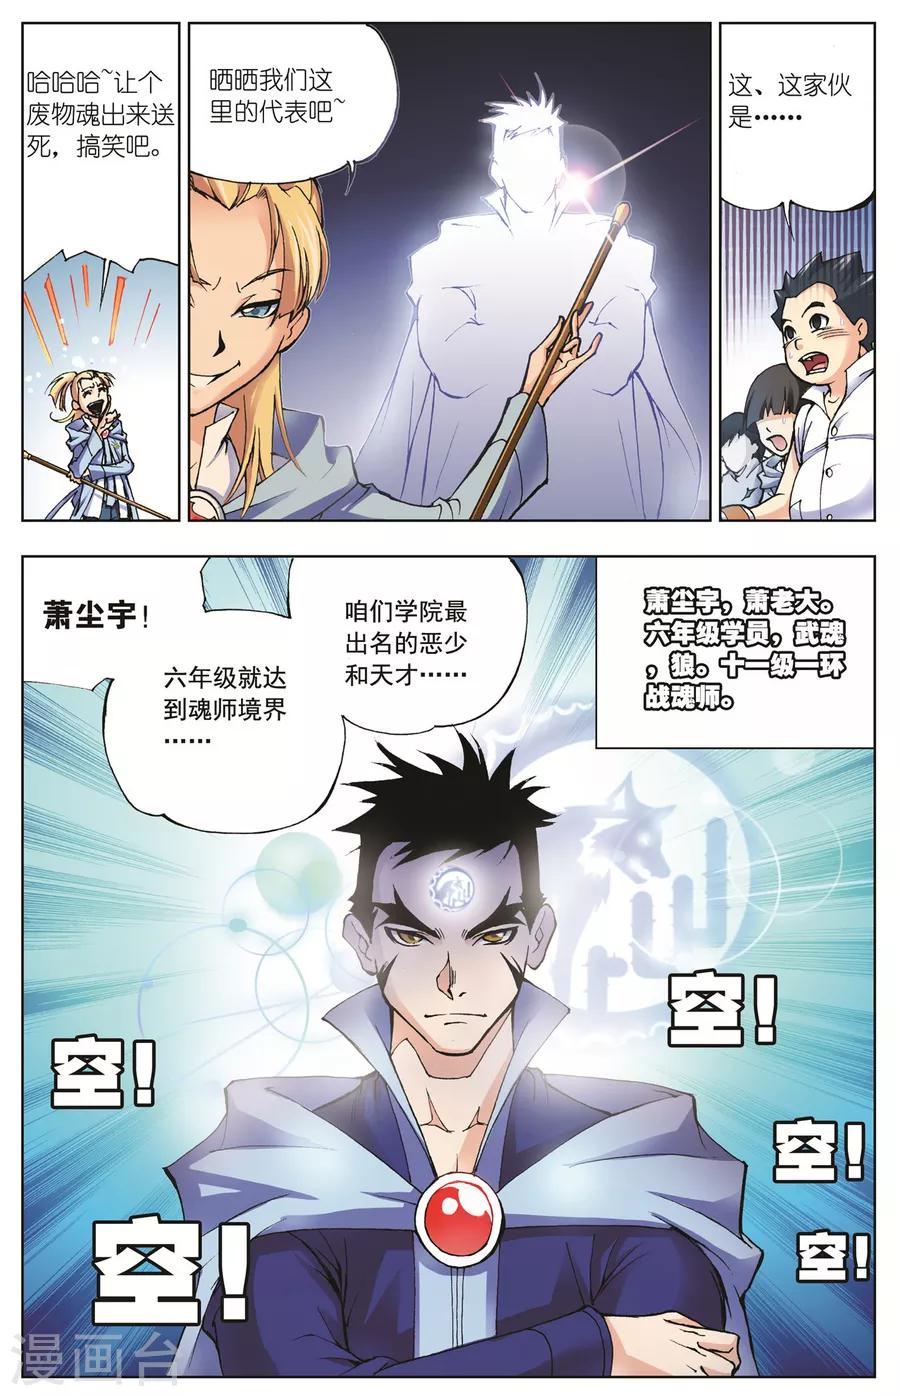 哈哈哈~让个
废物魂出来送
死，搞笑吧。
晒晒我们这
里的代表吧~
这、这家伙
是……
萧尘宇！
六年级就达
到魂师境界
……
咱们学院最
出名的恶少
和天才……
萧尘宇，萧老大。
六年级学员，武魂
，狼。十一级一环
战魂师。
空！
空！
空！
空！
空！
漫画台